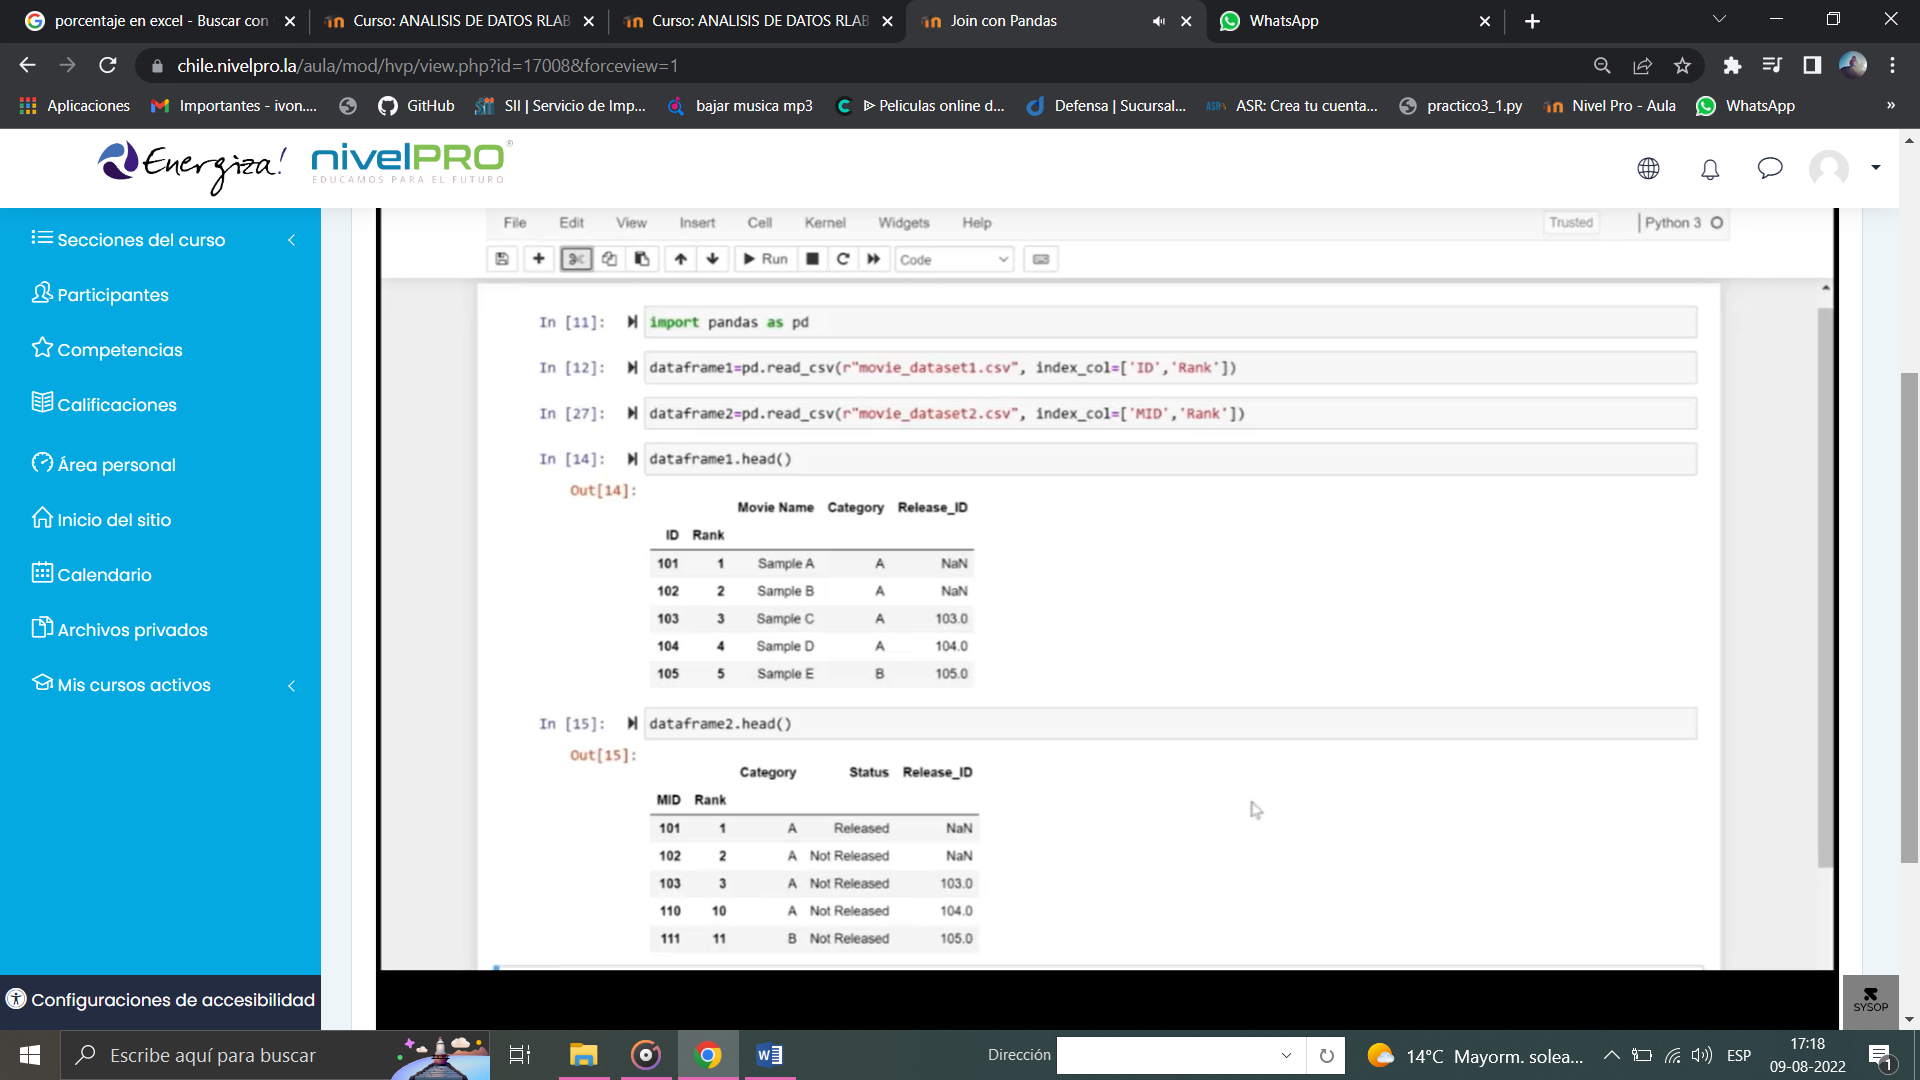 porcentaje en excel - Buscar con
Curso: ANALISIS DE DATOS RLAB
Curso: ANALISIS DE DATOS RLAB
Join con Pandas
WhatsApp
chile.nivelpro.la/aula/mod/hvp/view.php?id=17008&forceview=1
Aplicaciones
Importantes - ivon....
GitHub
SII | Servicio de Imp...
bajar musica mp3
ᐅ Peliculas online d...
Defensa | Sucursal...
ASR: Crea tu cuenta...
practico3_1.py
Nivel Pro - Aula
WhatsApp
»
Energiza!
nivelPRO®
EDUCAMOS PARA EL FUTURO
Secciones del curso
Participantes
Competencias
Calificaciones
Área personal
Inicio del sitio
Calendario
Archivos privados
Mis cursos activos
Configuraciones de accesibilidad
File Edit View Insert Cell Kernel Widgets Help
Trusted
Python 3
Run
Code
In [11]: import pandas as pd
In [12]: dataframe1=pd.read_csv(r"movie_dataset1.csv", index_col=['ID','Rank'])
In [27]: dataframe2=pd.read_csv(r"movie_dataset2.csv", index_col=['MID','Rank'])
In [14]: dataframe1.head()
Out[14]:
Movie Name Category Release_ID
ID Rank
101 1 Sample A A NaN
102 2 Sample B A NaN
103 3 Sample C A 103.0
104 4 Sample D A 104.0
105 5 Sample E B 105.0
In [15]: dataframe2.head()
Out[15]:
Category Status Release_ID
MID Rank
101 1 A Released NaN
102 2 A Not Released NaN
103 3 A Not Released 103.0
110 10 A Not Released 104.0
111 11 B Not Released 105.0
SYSOP
Escribe aquí para buscar
Dirección
14°C Mayorm. solea...
ESP
17:18
09-08-2022
1